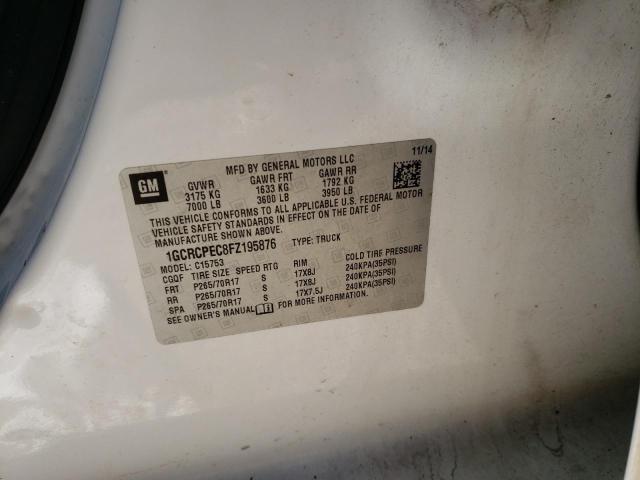 MFD BY GENERAL MOTORS LLC
11/14
GM
GVWR GAWR FRT GAWR RR
3175 KG 1633 KG 1792 KG
7000 LB 3600 LB 3950 LB
THIS VEHICLE CONFORMS TO ALL APPLICABLE U.S. FEDERAL MOTOR
VEHICLE SAFETY STANDARDS IN EFFECT ON THE DATE OF
MANUFACTURE SHOWN ABOVE.
1GCRCPEC8FZ195876 TYPE: TRUCK
MODEL: C15753
CGQF TIRE SIZE SPEED RTG RIM COLD TIRE PRESSURE
FRT P265/70R17 S 17X8J 240KPA(35PSI)
RR P265/70R17 S 17X8J 240KPA(35PSI)
SPA P265/70R17 S 17X7.5J 240KPA(35PSI)
SEE OWNER'S MANUAL FOR MORE INFORMATION.